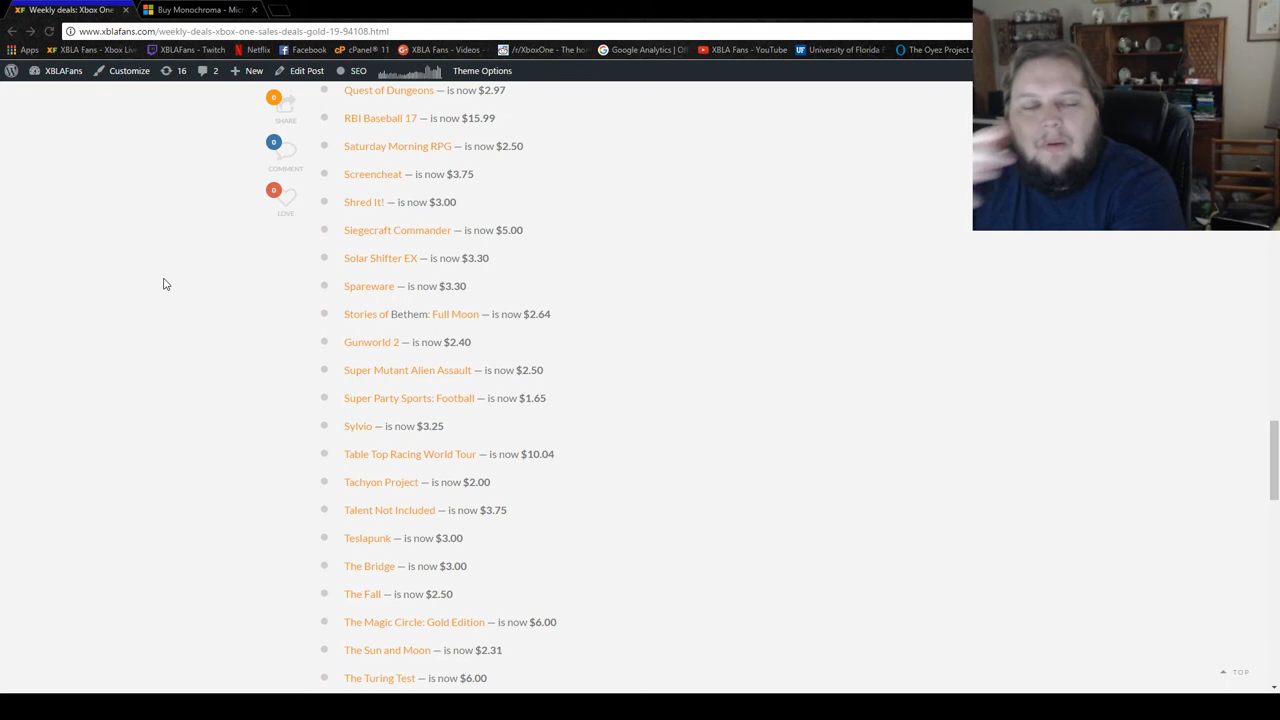 Weekly deals: Xbox One
Buy Monochroma - Mic
www.xblafans.com/weekly-deals-xbox-one-sales-deals-gold-19-94108.html
Apps XBLA Fans - Xbox Liv XBLAFans - Twitch Netflix Facebook cPanel® 11 XBLA Fans - Videos - /r/XboxOne - The ho Google Analytics | Of XBLA Fans - YouTube University of Florida The Oyez Project a
XBLAFans Customize 16 2 New Edit Post SEO Theme Options
Quest of Dungeons — is now $2.97
0
SHARE
RBI Baseball 17 — is now $15.99
0
Saturday Morning RPG — is now $2.50
COMMENT
Screencheat — is now $3.75
0
Shred It! — is now $3.00
LOVE
Siegecraft Commander — is now $5.00
Solar Shifter EX — is now $3.30
Spareware — is now $3.30
Stories of Bethem: Full Moon — is now $2.64
Gunworld 2 — is now $2.40
Super Mutant Alien Assault — is now $2.50
Super Party Sports: Football — is now $1.65
Sylvio — is now $3.25
Table Top Racing World Tour — is now $10.04
Tachyon Project — is now $2.00
Talent Not Included — is now $3.75
Teslapunk — is now $3.00
The Bridge — is now $3.00
The Fall — is now $2.50
The Magic Circle: Gold Edition — is now $6.00
The Sun and Moon — is now $2.31
TOP
The Turing Test — is now $6.00